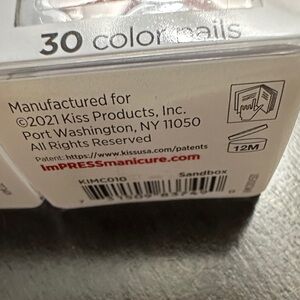 30 color nails
Manufactured for
©2021 Kiss Products, Inc.
Port Washington, NY 11050
All Rights Reserved
Patent: https://www.kissusa.com/patents
imPRESSmanicure.com
12M
KIMC010 Sandbox